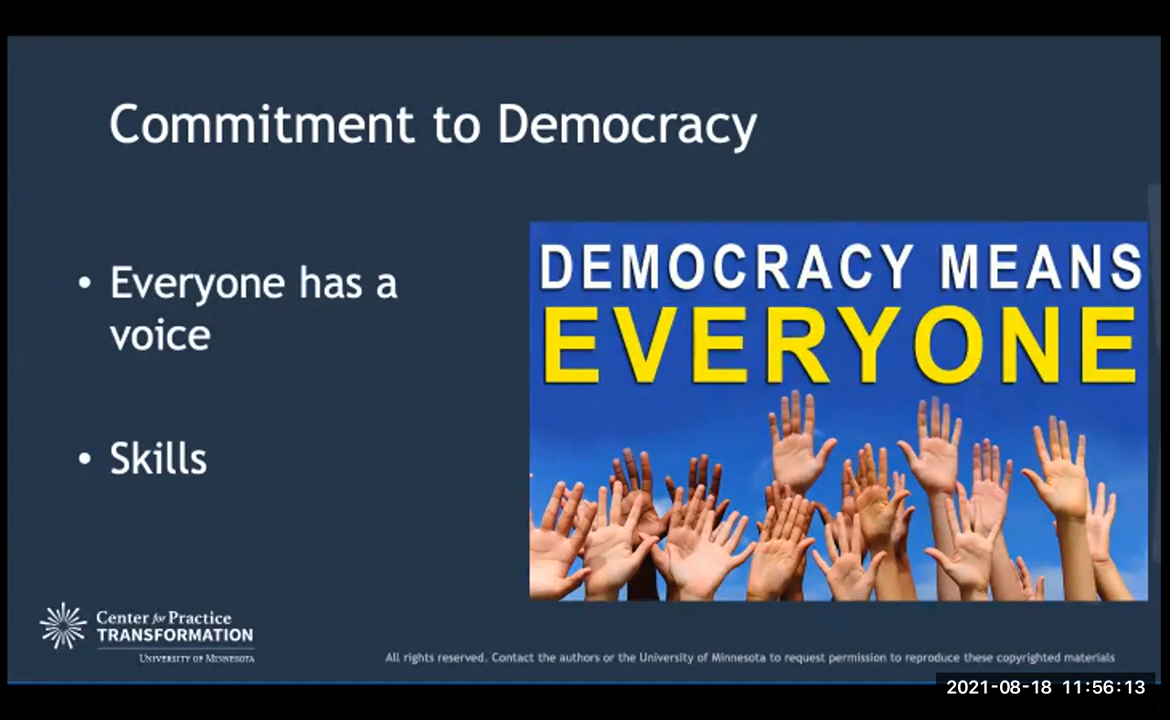 Commitment to Democracy
• Everyone has a
voice
• Skills
DEMOCRACY MEANS
EVERYONE
Center for Practice
TRANSFORMATION
UNIVERSITY OF MINNESOTA
All rights reserved. Contact the authors or the University of Minnesota to request permission to reproduce these copyrighted materials
2021-08-18 11:56:13